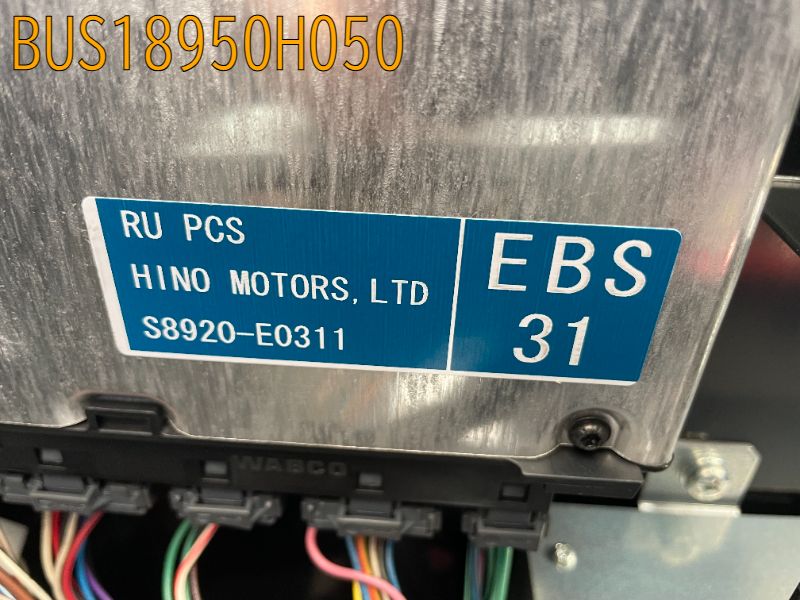 BUS18950H050
RU PCS
HINO MOTORS,LTD
S8920-E0311
EBS
31
WABCO